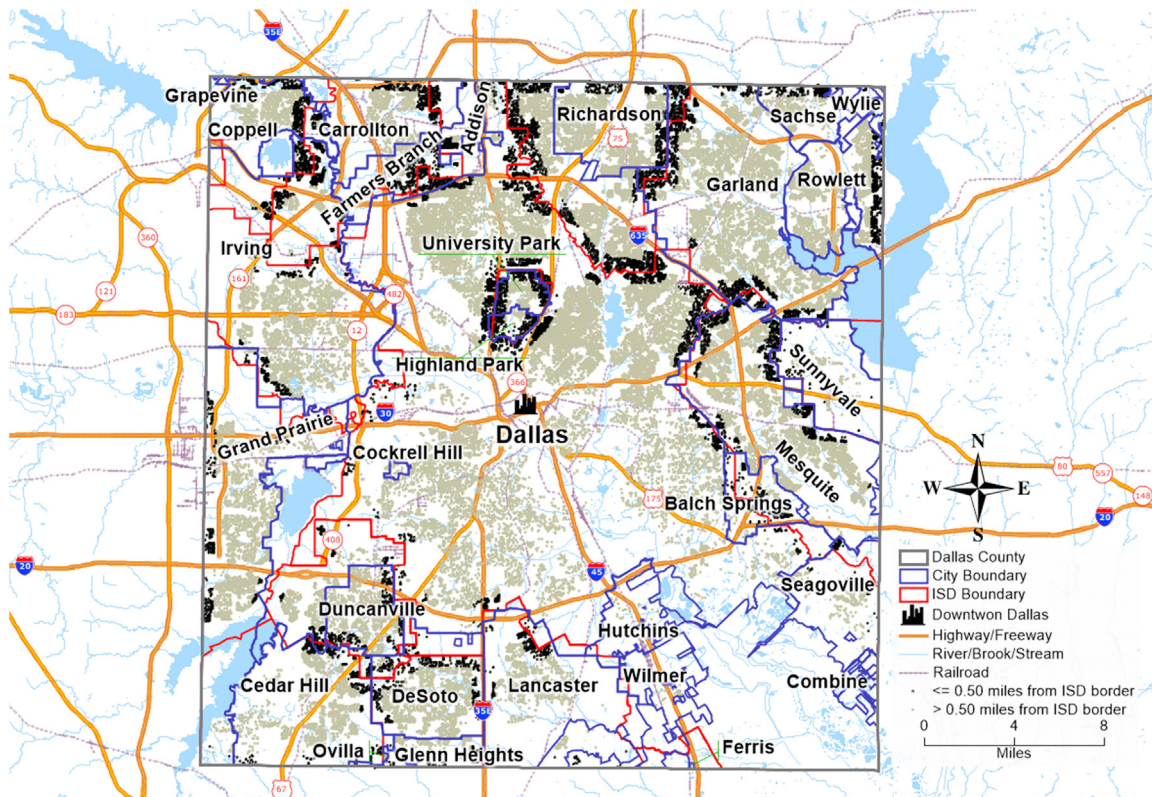 35E
Grapevine
Coppell
Carrollton
Addison
Farmers Branch
Richardson
75
Sachse
Wylie
Garland
Rowlett
360
Irving
University Park
635
161
121
183
482
12
Highland Park
366
Sunnyvale
Dallas
30
Grand Prairie
Cockrell Hill
Mesquite
175
Balch Springs
80
557
148
20
N
W
E
S
408
20
45
Seagoville
Duncanville
Hutchins
Cedar Hill
DeSoto
Lancaster
Wilmer
Combine
35E
Ovilla
Glenn Heights
Ferris
67
Dallas County
City Boundary
ISD Boundary
Downtwon Dallas
Highway/Freeway
River/Brook/Stream
Railroad
<= 0.50 miles from ISD border
> 0.50 miles from ISD border
0 4 8
Miles